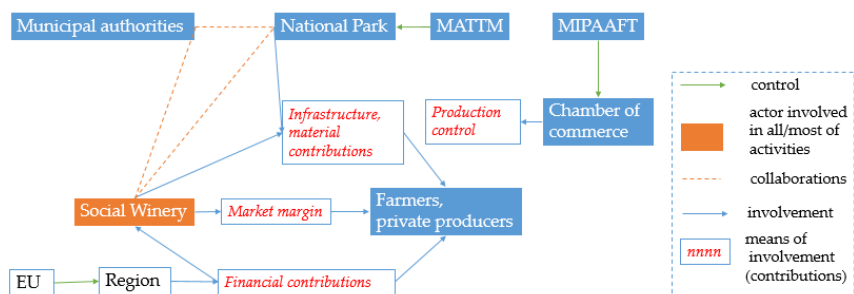 Municipal authorities
National Park
MATTM
MIPAAFT
Infrastructure,
material
contributions
Production
control
Chamber of
commerce
Social Winery
Market margin
Farmers,
private producers
EU
Region
Financial contributions
control
actor involved
in all/most of
activities
collaborations
involvement
nnnn
means of
involvement
(contributions)